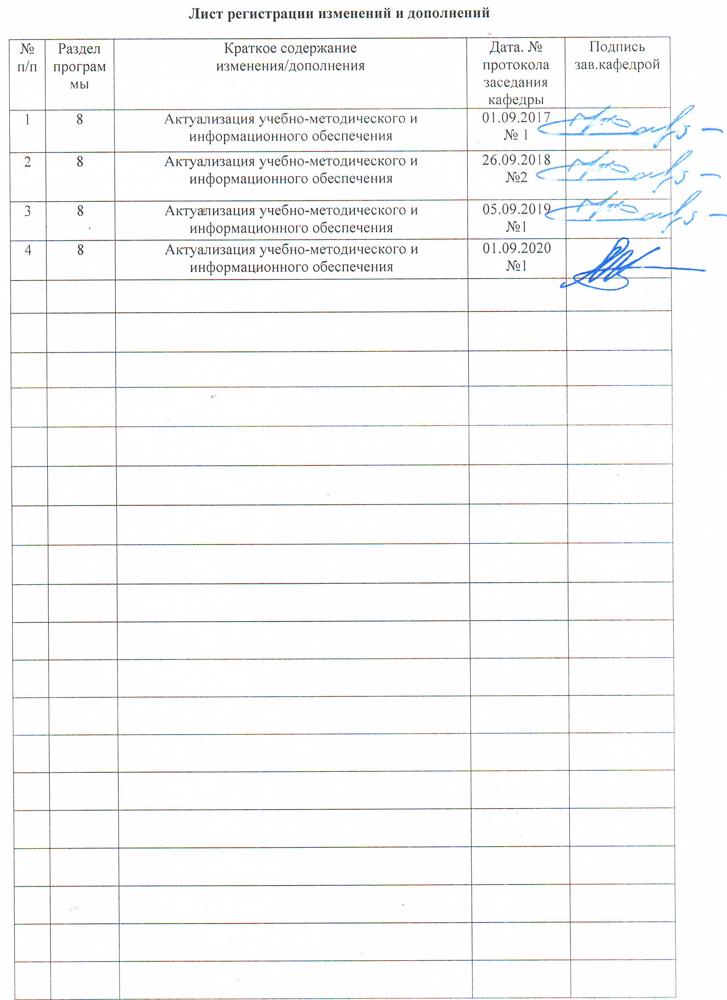 Лист регистрации изменений и дополнений
№
п/п
Раздел
програм
мы
Краткое содержание
изменения/дополнения
Дата. №
протокола
заседания
кафедры
Подпись
зав.кафедрой
1
8
Актуализация учебно-методического и
информационного обеспечения
01.09.2017
№ 1
2
8
Актуализация учебно-методического и
информационного обеспечения
26.09.2018
№2
3
8
Актуализация учебно-методического и
информационного обеспечения
05.09.2019
№1
4
8
Актуализация учебно-методического и
информационного обеспечения
01.09.2020
№1